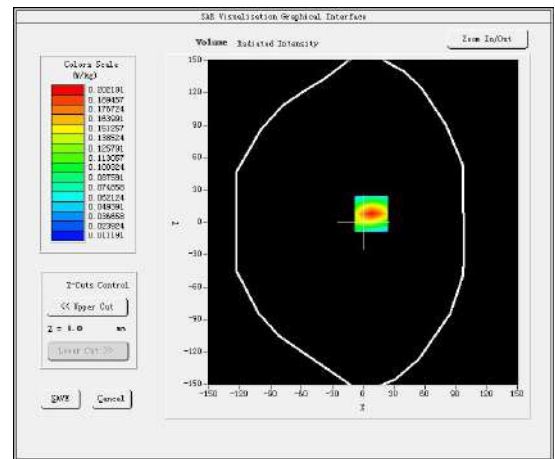 SAR Visualisation Graphical Interface
Volume Radiated Intensity
Zoom In/Out
Colors Scale
(W/kg)
0.202191
0.189457
0.176724
0.163991
0.151257
0.138524
0.125791
0.113057
0.100324
0.087591
0.074858
0.062124
0.049391
0.036658
0.023924
0.011191
Z-Cuts Control
<< Upper Cut
Z = mm
Lower Cut >>
SAVE Cancel
150
120
90
60
30
0
-30
-60
-90
-120
-150
Y
-150 -120 -90 -60 -30 0 30 60 90 120 150
X